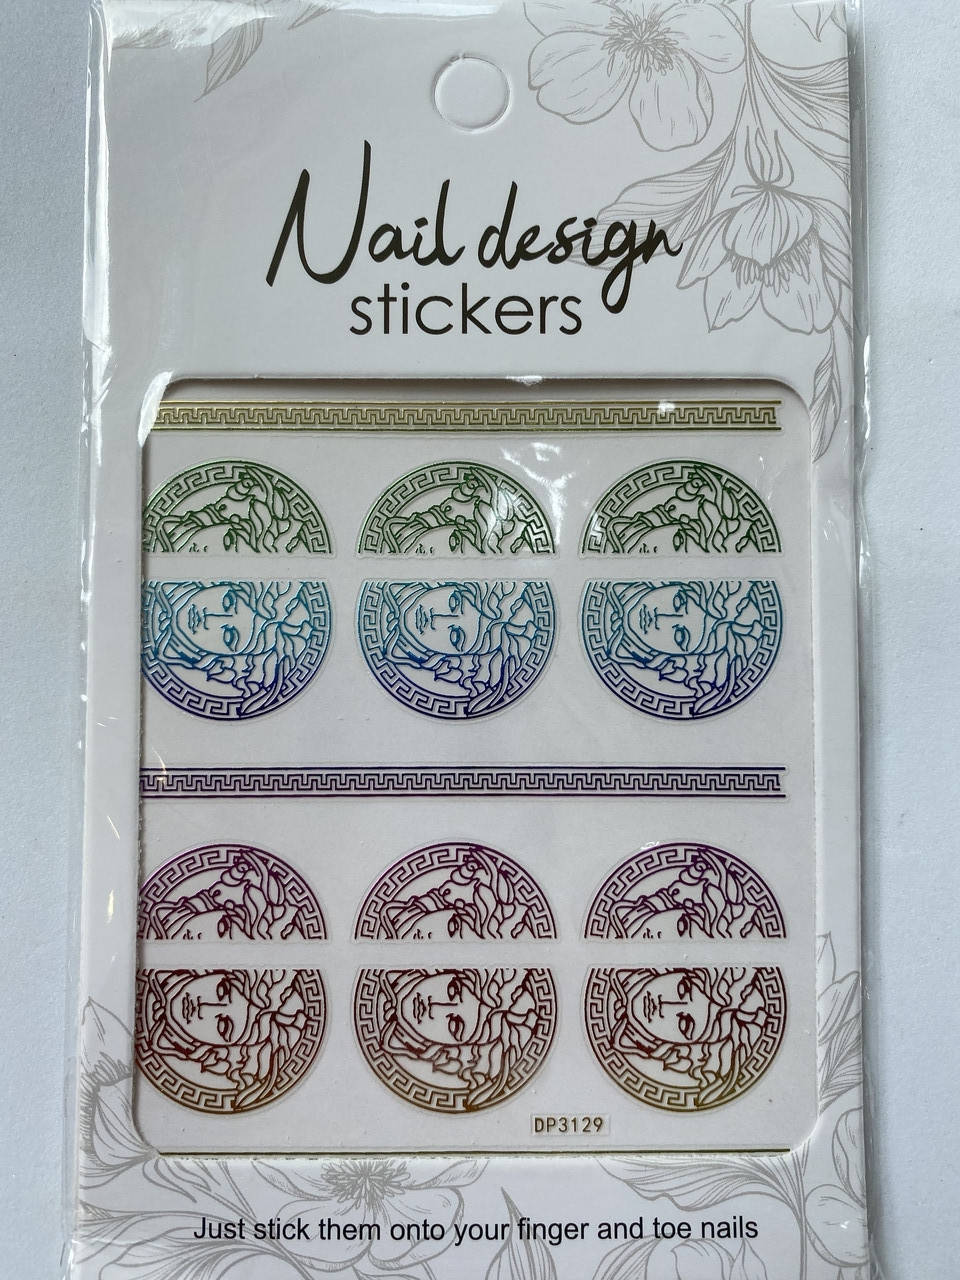 Nail design
stickers
DP3129
Just stick them onto your finger and toe nails